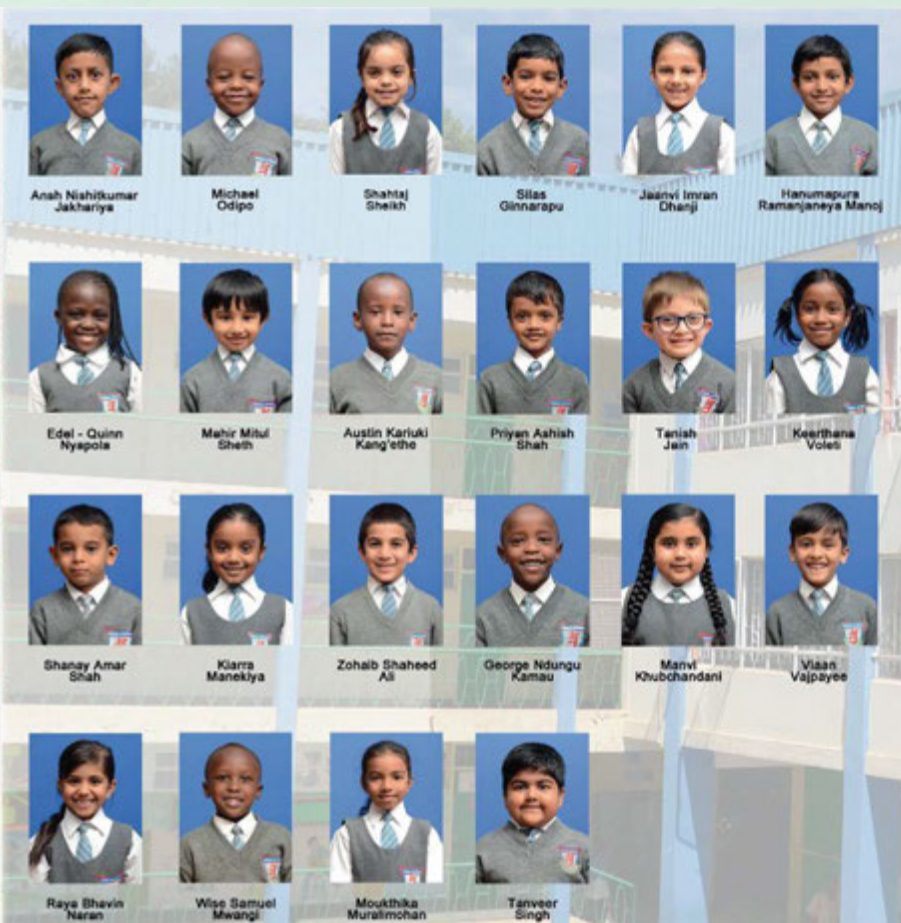 Ansh Nishitkumar
Jakhariya
Michael
Odipo
Shahtaj
Sheikh
Silas
Ginnarapu
Jaanvi Imran
Dhanji
Hanumapura
Ramanjaneya Manoj
Edel - Quinn
Nyapola
Mahir Mitul
Sheth
Austin Kariuki
Kang'ethe
Priyan Ashish
Shah
Tanish
Jain
Keerthana
Voleti
Shanay Amar
Shah
Kiarra
Manekiya
Zohaib Shaheed
Ali
George Ndungu
Kamau
Manvi
Khubchandani
Viaan
Vajpayee
Raya Bhavin
Naran
Wise Samuel
Mwangi
Moukthika
Muralimohan
Tanveer
Singh